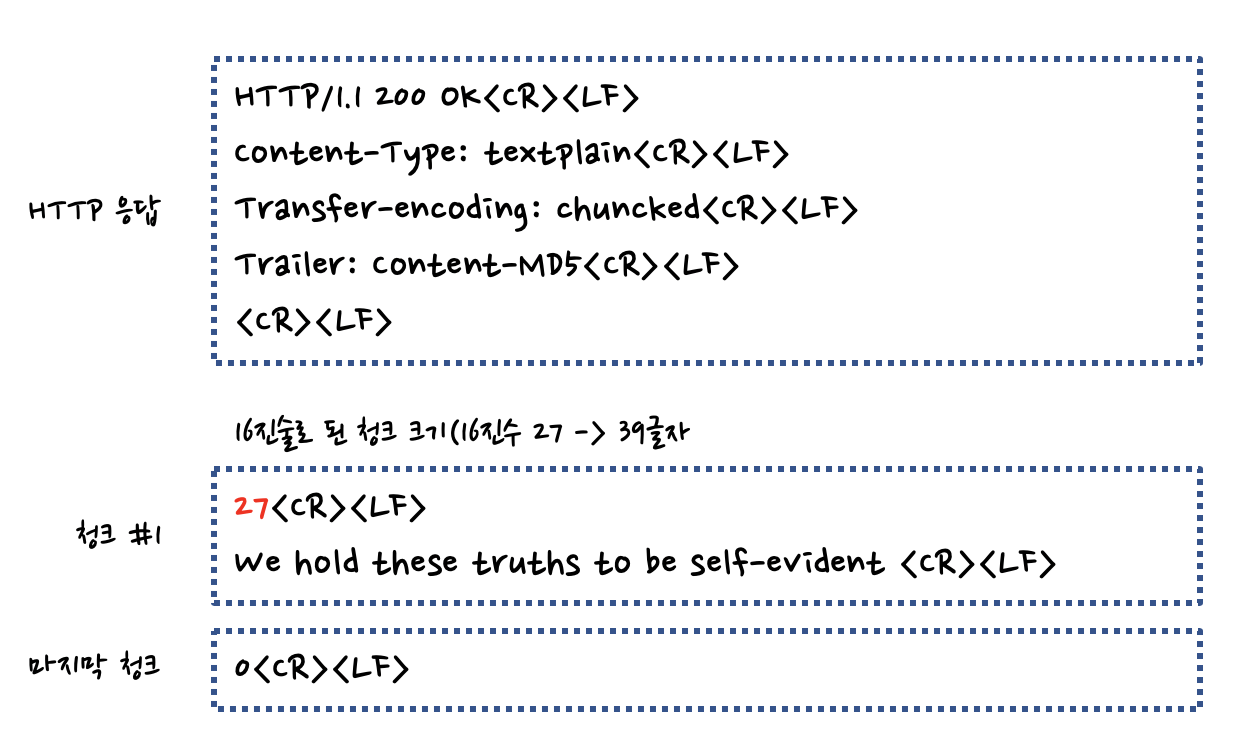 HTTP 응답
HTTP/1.1 200 OK<CR><LF>
Content-Type: textplain<CR><LF>
Transfer-encoding: chuncked<CR><LF>
Trailer: Content-MD5<CR><LF>
<CR><LF>
16진술로 된 청크 크기(16진수 27 -> 39글자
청크 #1
27<CR><LF>
We hold these truths to be self-evident <CR><LF>
마지막 청크
0<CR><LF>